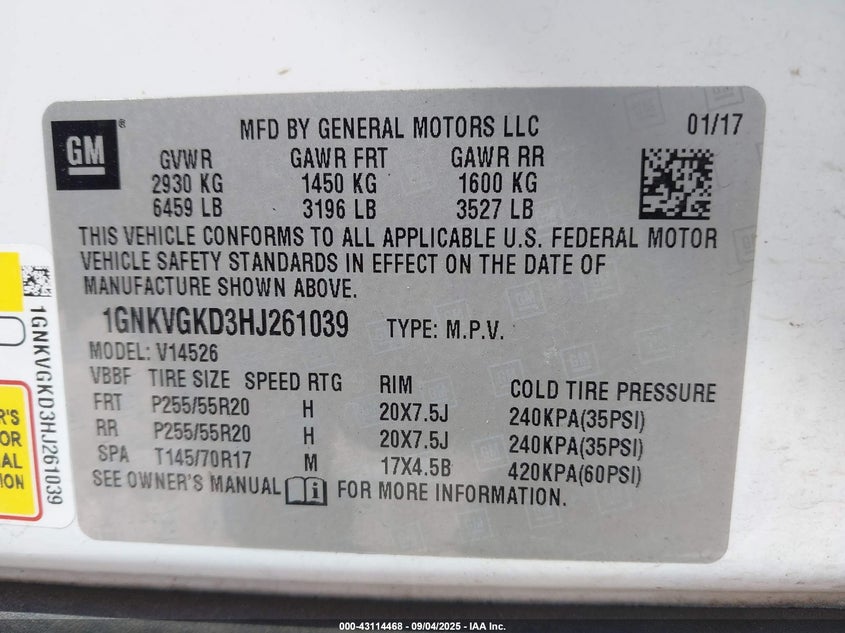 GM
®
MFD BY GENERAL MOTORS LLC 01/17
GVWR GAWR FRT GAWR RR
2930 KG 1450 KG 1600 KG
6459 LB 3196 LB 3527 LB
THIS VEHICLE CONFORMS TO ALL APPLICABLE U.S. FEDERAL MOTOR
VEHICLE SAFETY STANDARDS IN EFFECT ON THE DATE OF
MANUFACTURE SHOWN ABOVE.
1GNKVGKD3HJ261039 TYPE: M.P.V.
MODEL: V14526
VBBF TIRE SIZE SPEED RTG RIM COLD TIRE PRESSURE
FRT P255/55R20 H 20X7.5J 240KPA(35PSI)
RR P255/55R20 H 20X7.5J 240KPA(35PSI)
SPA T145/70R17 M 17X4.5B 420KPA(60PSI)
SEE OWNER'S MANUAL i FOR MORE INFORMATION.
1GNKVGKD3HJ261039
R'S
OR
AL
ION
000-43114468 - 09/04/2025 - IAA Inc.